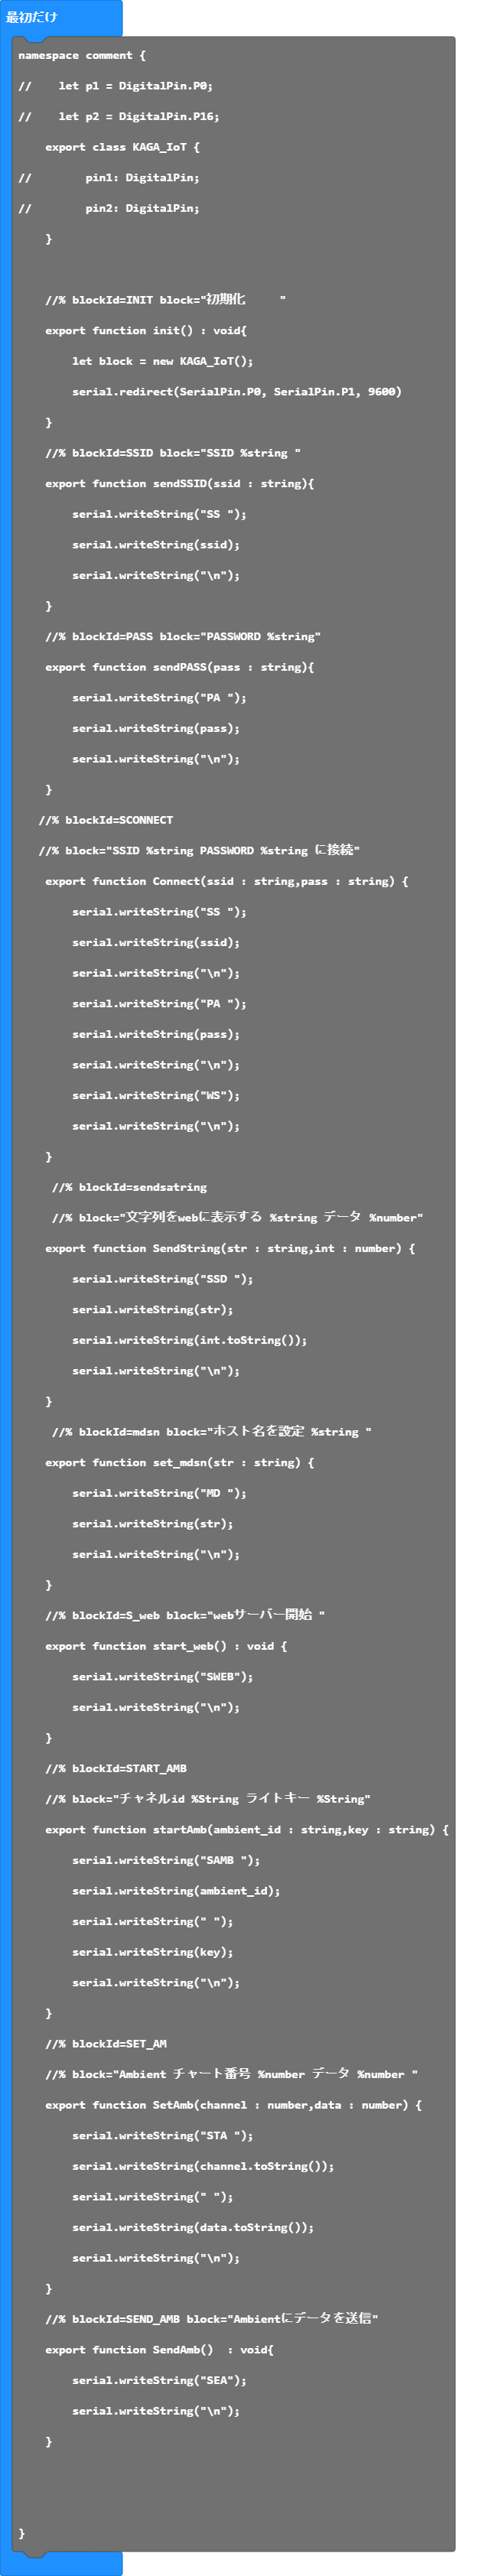 最初だけ
namespace comment {
//    let p1 = DigitalPin.P0;
//    let p2 = DigitalPin.P16;
    export class KAGA_IoT {
//        pin1: DigitalPin;
//        pin2: DigitalPin;
    }
    //% blockId=INIT block="初期化     "
    export function init() : void{
        let block = new KAGA_IoT();
        serial.redirect(SerialPin.P0, SerialPin.P1, 9600)
    }
    //% blockId=SSID block="SSID %string "
    export function sendSSID(ssid : string){
        serial.writeString("SS ");
        serial.writeString(ssid);
        serial.writeString("\n");
    }
    //% blockId=PASS block="PASSWORD %string"
    export function sendPASS(pass : string){
        serial.writeString("PA ");
        serial.writeString(pass);
        serial.writeString("\n");
    }
   //% blockId=SCONNECT
   //% block="SSID %string PASSWORD %string に接続"
    export function Connect(ssid : string,pass : string) {
        serial.writeString("SS ");
        serial.writeString(ssid);
        serial.writeString("\n");
        serial.writeString("PA ");
        serial.writeString(pass);
        serial.writeString("\n");
        serial.writeString("WS");
        serial.writeString("\n");
    }
     //% blockId=sendsatring
     //% block="文字列をwebに表示する %string データ %number"
    export function SendString(str : string,int : number) {
        serial.writeString("SSD ");
        serial.writeString(str);
        serial.writeString(int.toString());
        serial.writeString("\n");
    }
     //% blockId=mdsn block="ホスト名を設定 %string "
    export function set_mdsn(str : string) {
        serial.writeString("MD ");
        serial.writeString(str);
        serial.writeString("\n");
    }
    //% blockId=S_web block="webサーバー開始 "
    export function start_web() : void {
        serial.writeString("SWEB");
        serial.writeString("\n");
    }
    //% blockId=START_AMB
    //% block="チャネルid %String ライトキー %String"
    export function startAmb(ambient_id : string,key : string) {
        serial.writeString("SAMB ");
        serial.writeString(ambient_id);
        serial.writeString(" ");
        serial.writeString(key);
        serial.writeString("\n");
    }
    //% blockId=SET_AM
    //% block="Ambient チャート番号 %number データ %number "
    export function SetAmb(channel : number,data : number) {
        serial.writeString("STA ");
        serial.writeString(channel.toString());
        serial.writeString(" ");
        serial.writeString(data.toString());
        serial.writeString("\n");
    }
    //% blockId=SEND_AMB block="Ambientにデータを送信"
    export function SendAmb()  : void{
        serial.writeString("SEA");
        serial.writeString("\n");
    }
}